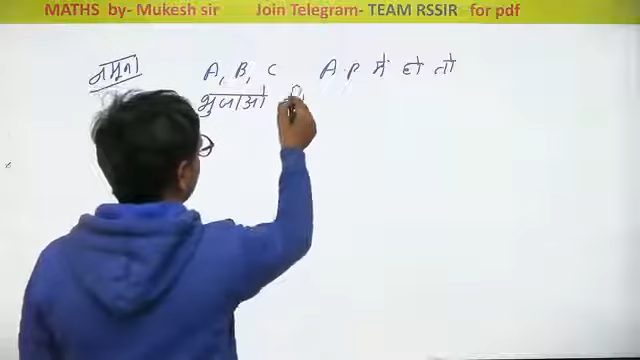 MATHS by- Mukesh sir Join Telegram- TEAM RSSIR for pdf
नमूना A, B, C A.P में हो तो
भुजाओं